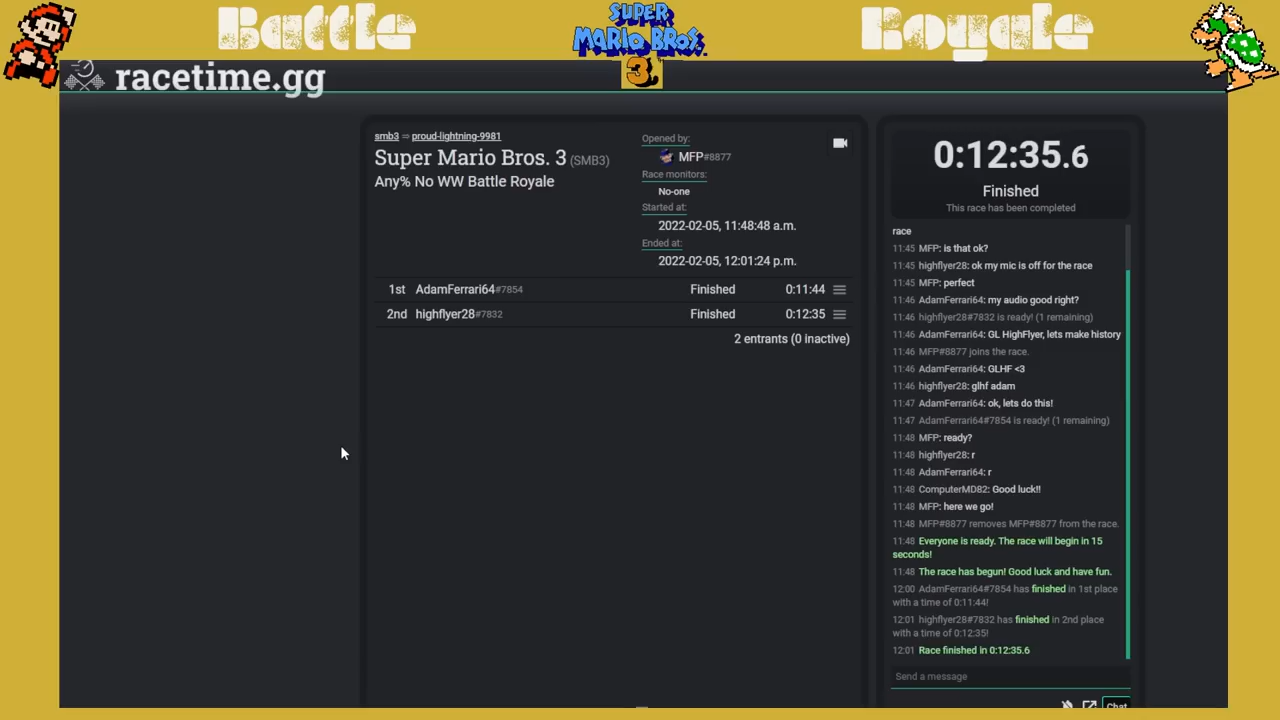 Battle
SUPER
MARIO BROS.
3
Royale
racetime.gg
smb3 ⇒ proud-lightning-9981
Super Mario Bros. 3 (SMB3)
Any% No WW Battle Royale
Opened by:
MFP#8877
Race monitors:
No-one
Started at:
2022-02-05, 11:48:48 a.m.
Ended at:
2022-02-05, 12:01:24 p.m.
1st AdamFerrari64#7854 Finished 0:11:44
2nd highflyer28#7832 Finished 0:12:35
2 entrants (0 inactive)
0:12:35.6
Finished
This race has been completed
race
11:45 MFP: is that ok?
11:45 highflyer28: ok my mic is off for the race
11:45 MFP: perfect
11:46 AdamFerrari64: my audio good right?
11:46 highflyer28#7832 is ready! (1 remaining)
11:46 AdamFerrari64: GL HighFlyer, lets make history
11:46 MFP#8877 joins the race.
11:46 AdamFerrari64: GLHF <3
11:46 highflyer28: glhf adam
11:47 AdamFerrari64: ok, lets do this!
11:47 AdamFerrari64#7854 is ready! (1 remaining)
11:48 MFP: ready?
11:48 highflyer28: r
11:48 AdamFerrari64: r
11:48 ComputerMD82: Good luck!!
11:48 MFP: here we go!
11:48 MFP#8877 removes MFP#8877 from the race.
11:48 Everyone is ready. The race will begin in 15
seconds!
11:48 The race has begun! Good luck and have fun.
12:00 AdamFerrari64#7854 has finished in 1st place
with a time of 0:11:44!
12:01 highflyer28#7832 has finished in 2nd place
with a time of 0:12:35!
12:01 Race finished in 0:12:35.6
Send a message
Chat